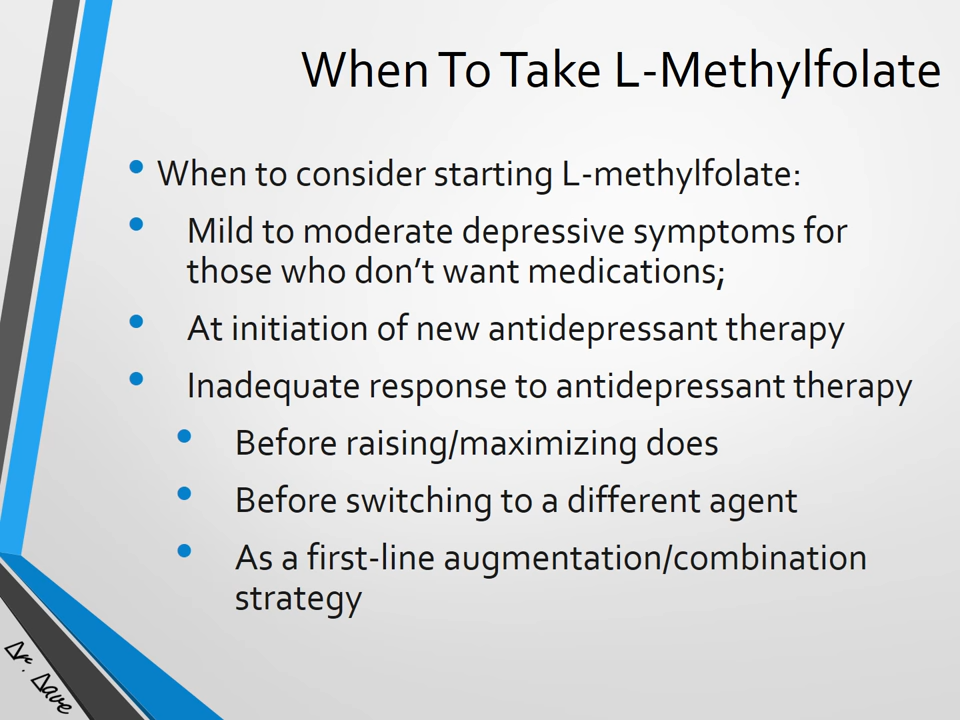 When To Take L-Methylfolate
• When to consider starting L-methylfolate:
• Mild to moderate depressive symptoms for
those who don't want medications;
• At initiation of new antidepressant therapy
• Inadequate response to antidepressant therapy
• Before raising/maximizing does
• Before switching to a different agent
• As a first-line augmentation/combination
strategy
Dr. Dave